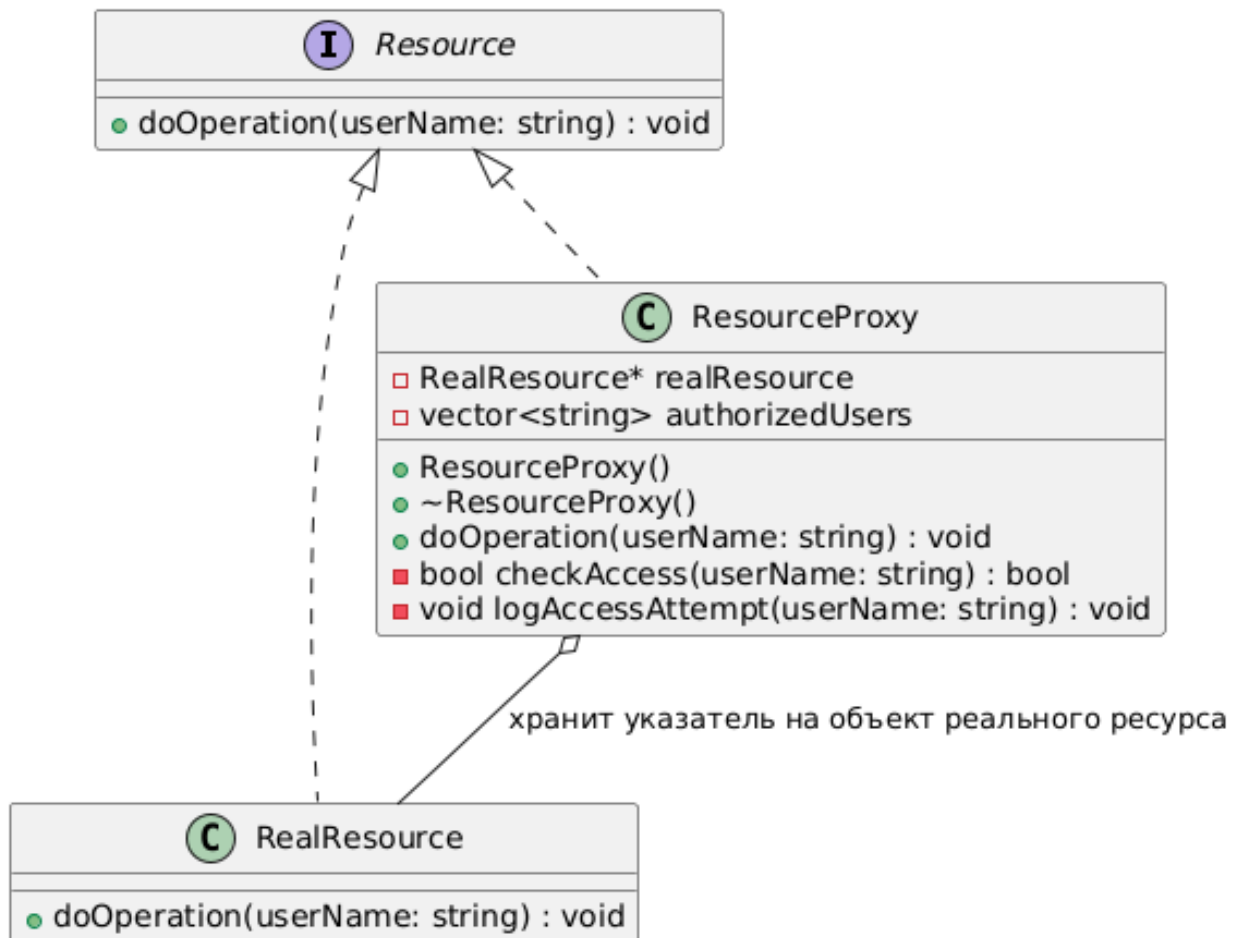 I Resource
doOperation(userName: string) : void
C ResourceProxy
RealResource* realResource
vector<string> authorizedUsers
ResourceProxy()
~ResourceProxy()
doOperation(userName: string) : void
bool checkAccess(userName: string) : bool
void logAccessAttempt(userName: string) : void
хранит указатель на объект реального ресурса
C RealResource
doOperation(userName: string) : void